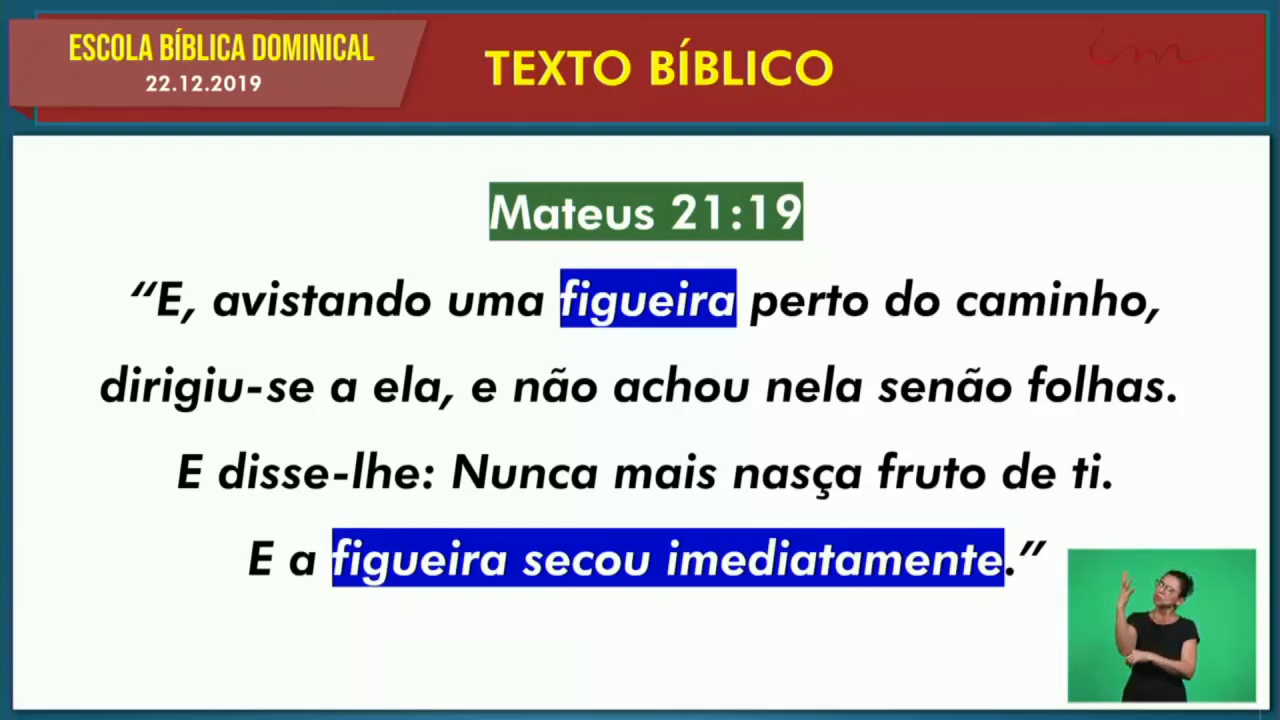 ESCOLA BÍBLICA DOMINICAL
22.12.2019
TEXTO BÍBLICO
Mateus 21:19
“E, avistando uma figueira perto do caminho,
dirigiu-se a ela, e não achou nela senão folhas.
E disse-lhe: Nunca mais nasça fruto de ti.
E a figueira secou imediatamente.”